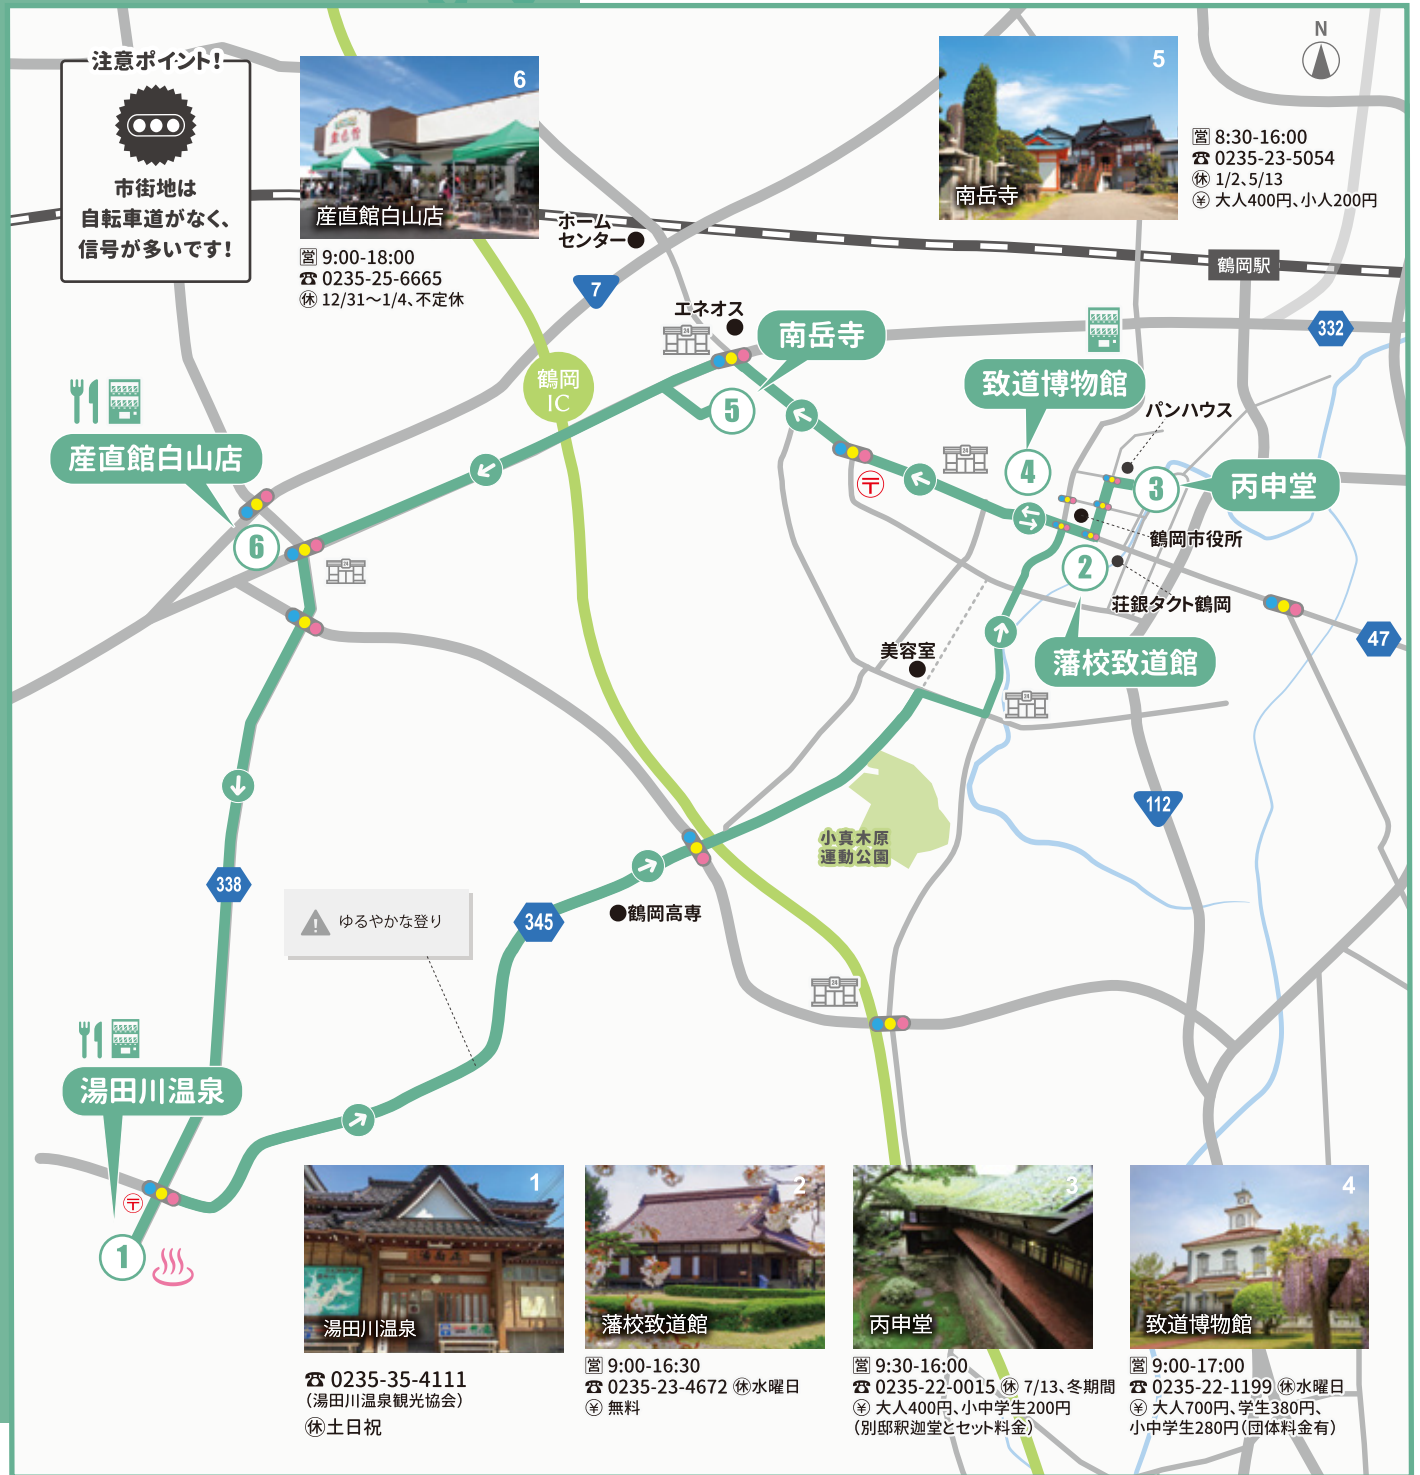 注意ポイント!
市街地は
自転車道がなく、
信号が多いです!
6
産直館白山店
営 9:00-18:00
☎ 0235-25-6665
休 12/31〜1/4、不定休
5
南岳寺
営 8:30-16:00
☎ 0235-23-5054
休 1/2、5/13
¥ 大人400円、小人200円
N
ホーム
センター
7
鶴岡駅
エネオス
24
南岳寺
332
鶴岡
IC
5
致道博物館
パンハウス
産直館白山店
24
4
3
丙申堂
〒
6
鶴岡市役所
24
2
荘銀タクト鶴岡
47
美容室
藩校致道館
24
112
小真木原
運動公園
338
ゆるやかな登り
345
鶴岡高専
24
湯田川温泉
〒
1
1
湯田川温泉
☎ 0235-35-4111
（湯田川温泉観光協会）
休土日祝
2
藩校致道館
営 9:00-16:30
☎ 0235-23-4672 休水曜日
¥ 無料
3
丙申堂
営 9:30-16:00
☎ 0235-22-0015 休 7/13、冬期間
¥ 大人400円、小中学生200円
（別邸釈迦堂とセット料金）
4
致道博物館
営 9:00-17:00
☎ 0235-22-1199 休水曜日
¥ 大人700円、学生380円、
小中学生280円（団体料金有）